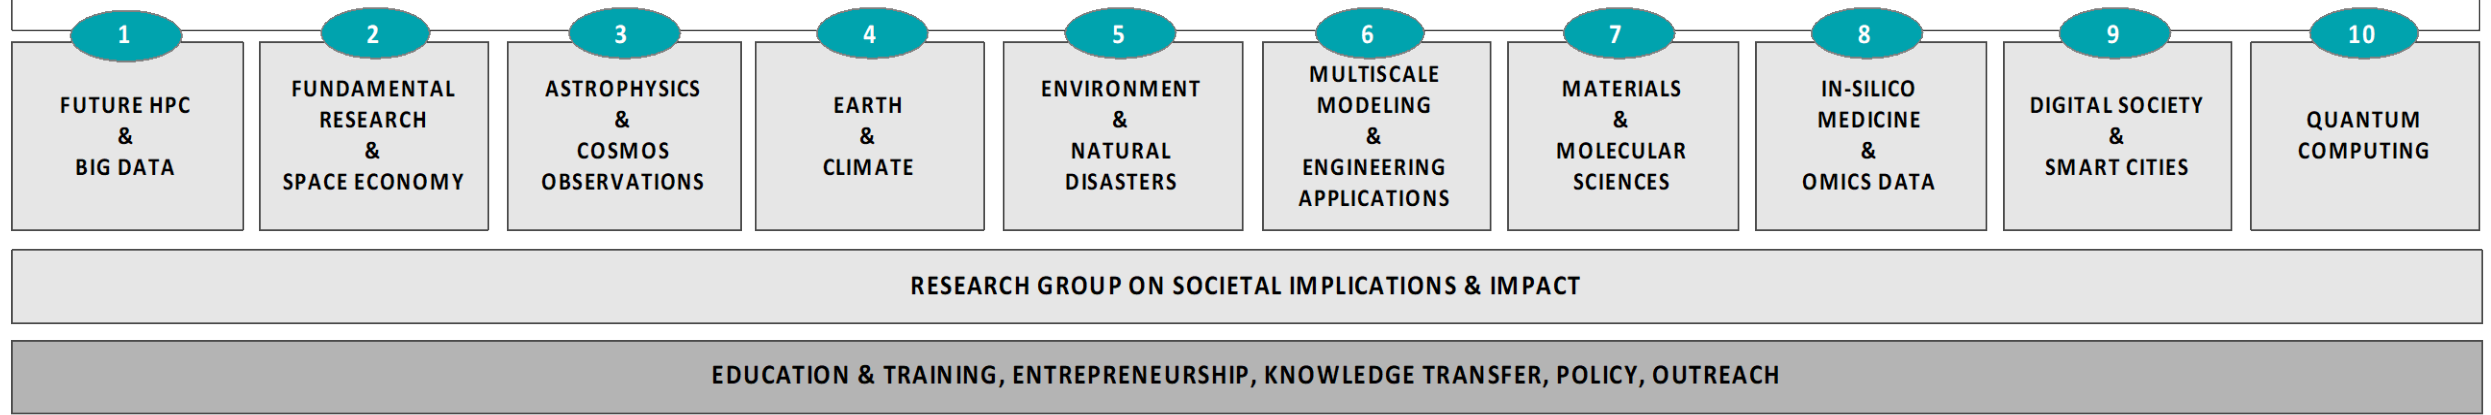 1
FUTURE HPC
&
BIG DATA
2
FUNDAMENTAL
RESEARCH
&
SPACE ECONOMY
3
ASTROPHYSICS
&
COSMOS
OBSERVATIONS
4
EARTH
&
CLIMATE
5
ENVIRONMENT
&
NATURAL
DISASTERS
6
MULTISCALE
MODELING
&
ENGINEERING
APPLICATIONS
7
MATERIALS
&
MOLECULAR
SCIENCES
8
IN-SILICO
MEDICINE
&
OMICS DATA
9
DIGITAL SOCIETY
&
SMART CITIES
10
QUANTUM
COMPUTING
RESEARCH GROUP ON SOCIETAL IMPLICATIONS & IMPACT
EDUCATION & TRAINING, ENTREPRENEURSHIP, KNOWLEDGE TRANSFER, POLICY, OUTREACH